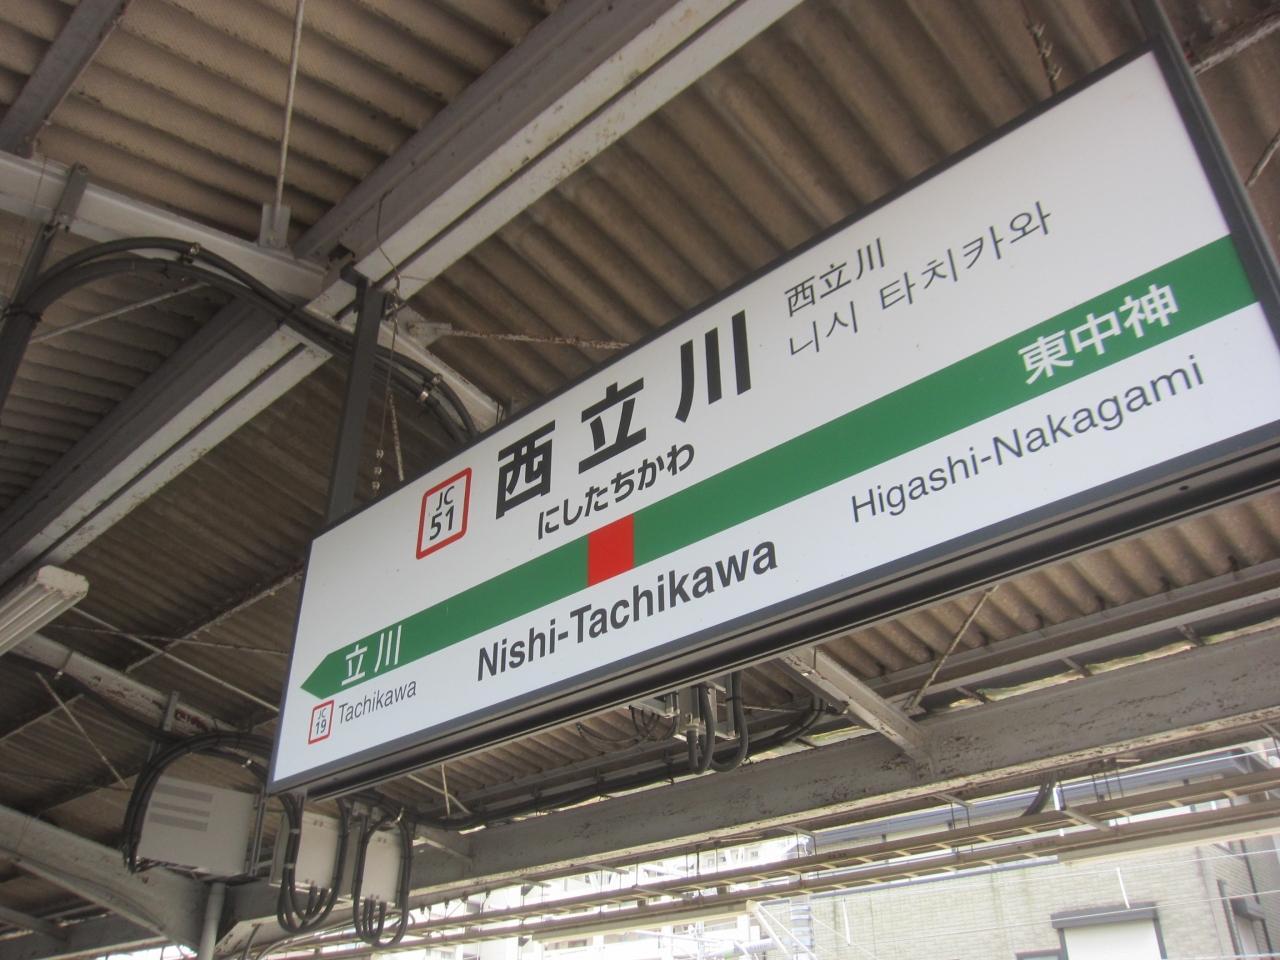 西立川
니시 타치카와
JC
51
西立川
にしたちかわ
立川
東中神
JC
19
Tachikawa
Nishi-Tachikawa
Higashi-Nakagami